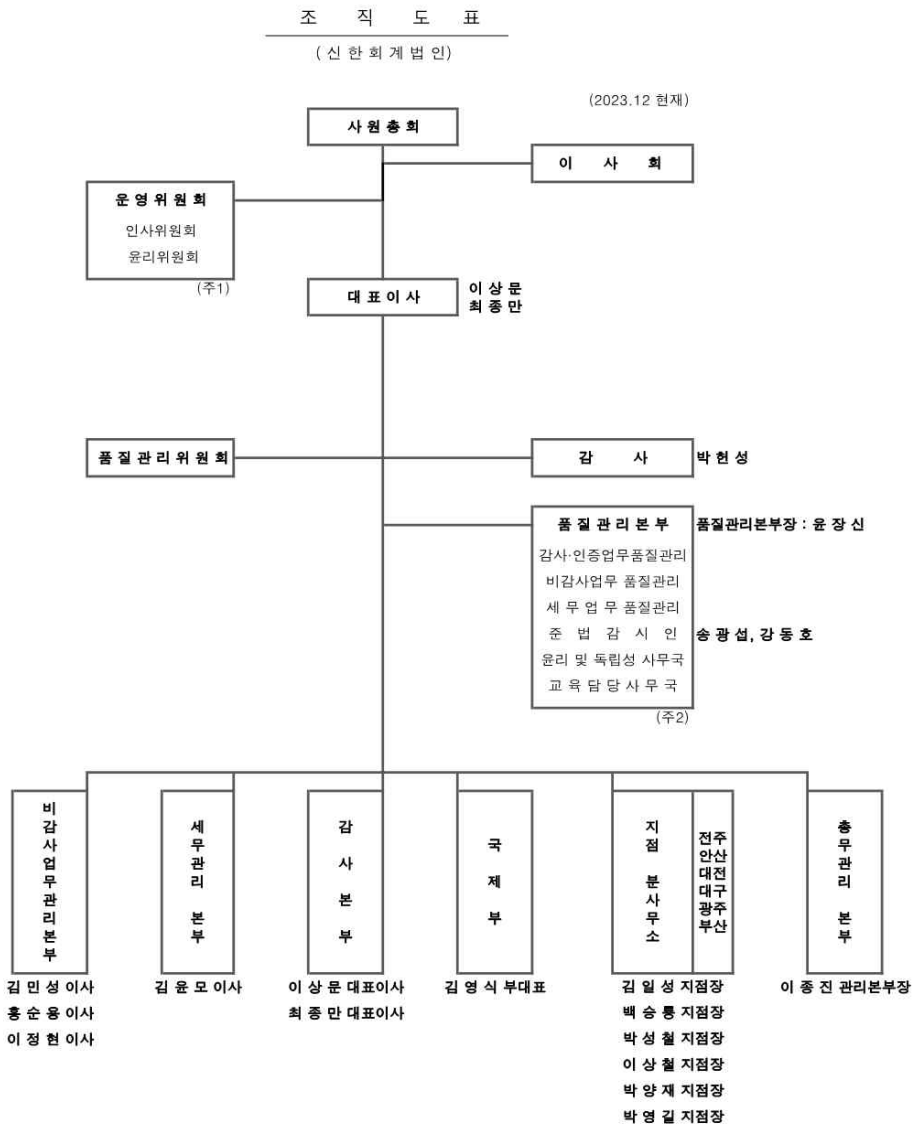 조 직 도 표
(신한회계법인)
(2023.12 현재)
사원총회
이 사 회
운영위원회
인사위원회
윤리위원회
(주1)
대표이사
이상문
최종만
품질관리위원회
감 사
박헌성
품질관리본부
품질관리본부장 : 윤장신
감사·인증업무품질관리
비감사업무 품질관리
세무업무 품질관리
준법감시인
송광섭, 강동호
윤리 및 독립성 사무국
교육담당사무국
(주2)
비감사업무관리본부
세무관리 본부
감사본부
국제부
지점 분사무소
전주
안산
대전
대구
광주
부산
총무관리 본부
김민성 이사
홍순용 이사
이정현 이사
김윤모 이사
이상문 대표이사
최종만 대표이사
김영식 부대표
김일성 지점장
백승룡 지점장
박성철 지점장
이상철 지점장
박양재 지점장
박영길 지점장
이종진 관리본부장